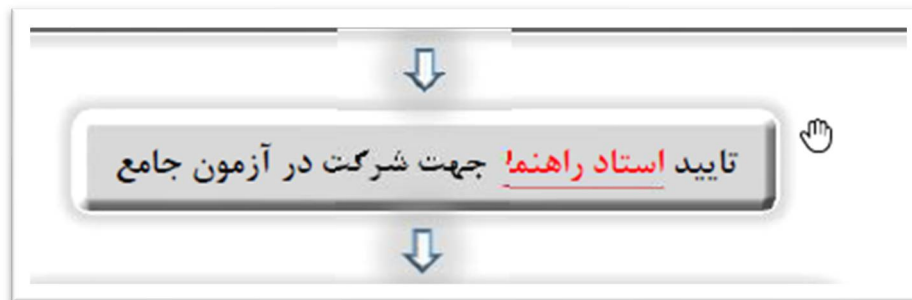 تایید استاد راهنما جهت شرکت در آزمون جامع